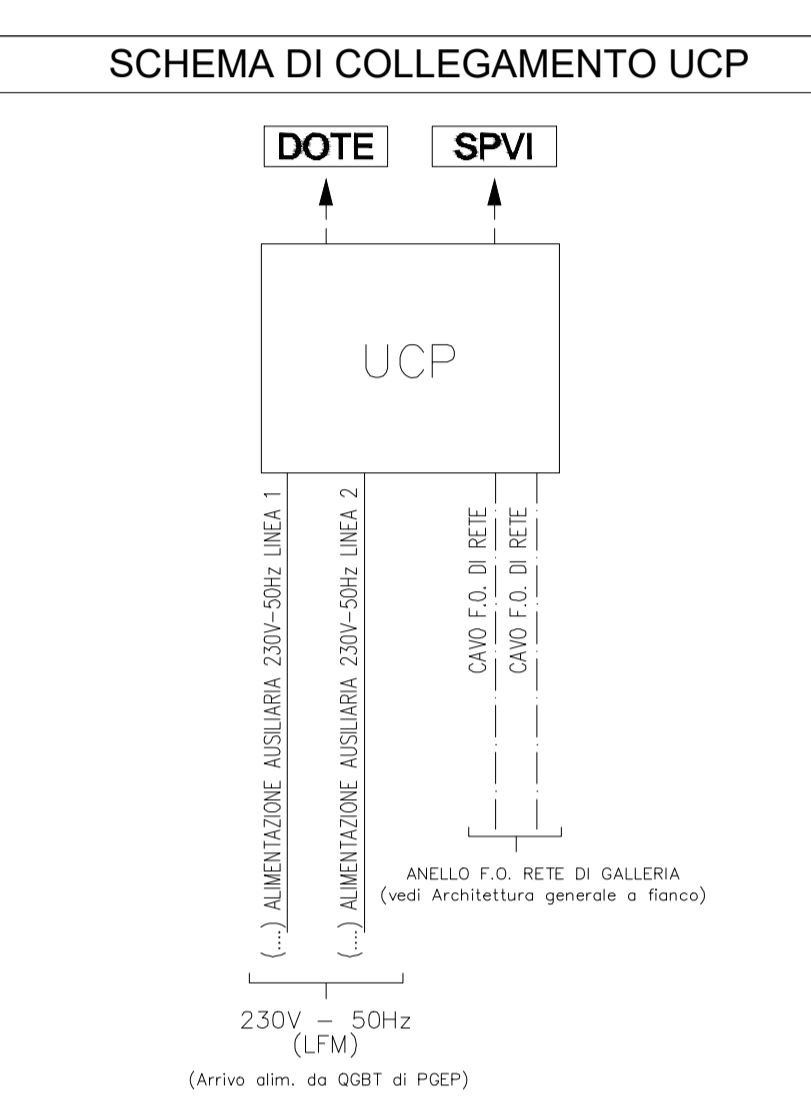 SCHEMA DI COLLEGAMENTO UCP
DOTE
SPVI
UCP
(...) ALIMENTAZIONE AUSILIARIA 230V-50Hz LINEA 1
(...) ALIMENTAZIONE AUSILIARIA 230V-50Hz LINEA 2
CAVO F.O. DI RETE
CAVO F.O. DI RETE
ANELLO F.O. RETE DI GALLERIA
(vedi Architettura generale a fianco)
230V - 50Hz
(LFM)
(Arrivo alim. da QGBT di PGEP)